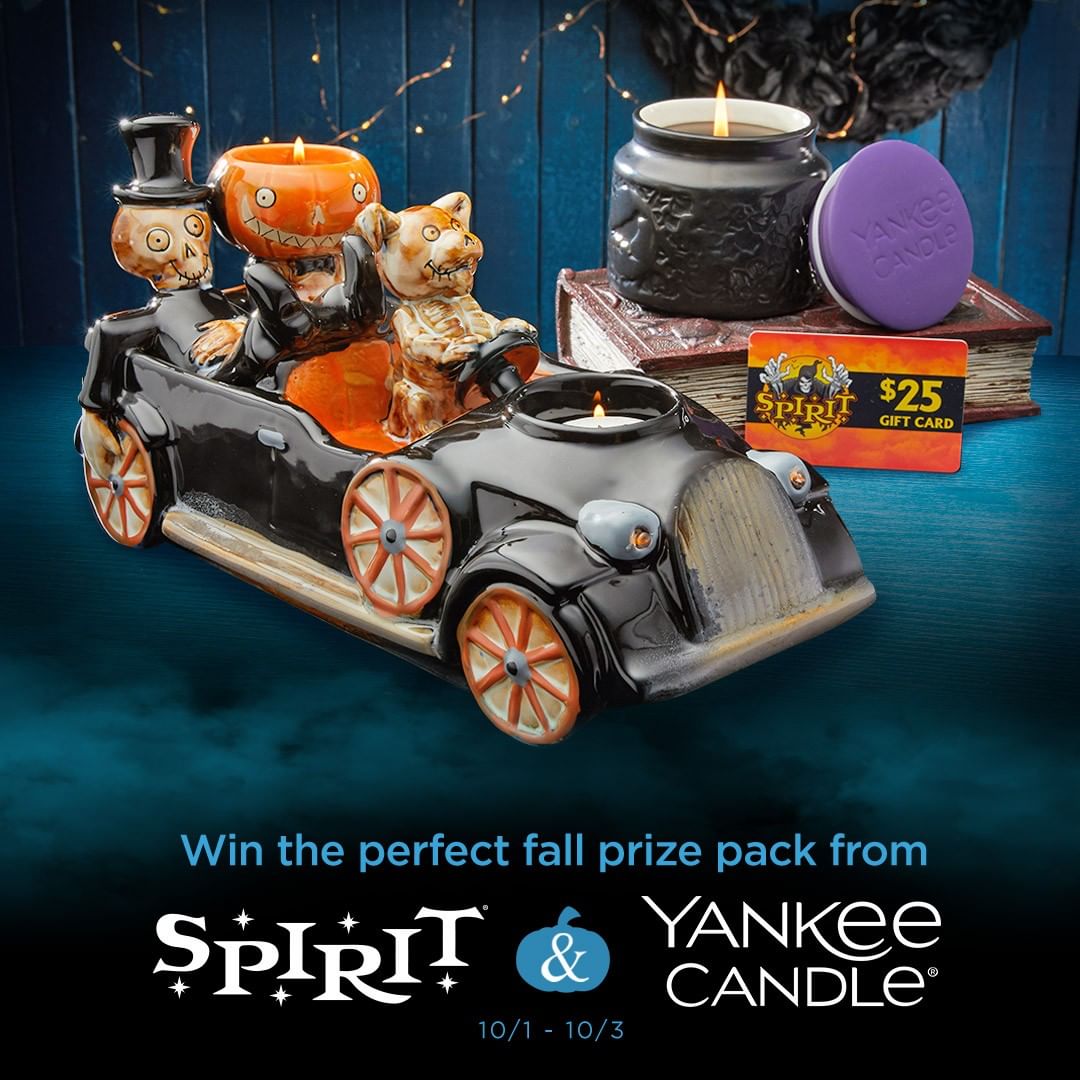 YANKEE
CANDLE
SPIRIT
$25
GIFT CARD
Win the perfect fall prize pack from
SPIRIT®
&
YANKEE
CANDLE®
10/1 - 10/3